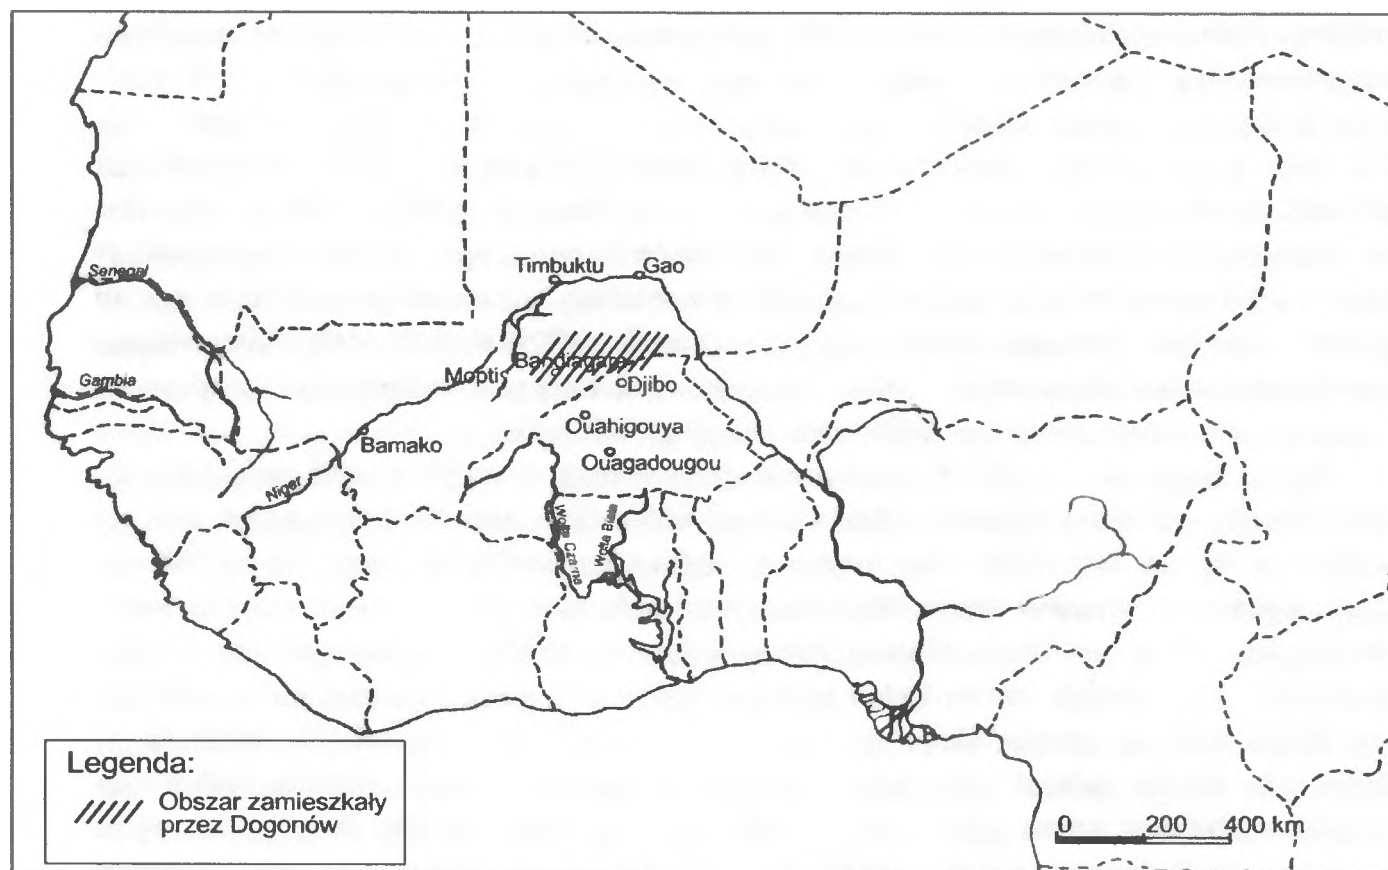 Senegal
Timbuktu
Gao
Bandiagara
Moptis
Djibo
Gambia
Ouahigouya
Bamako
Ouagadougou
Niger
Wolta Czarna
Wolta Biała
Legenda:
Obszar zamieszkały
przez Dogonów
0 200 400 km